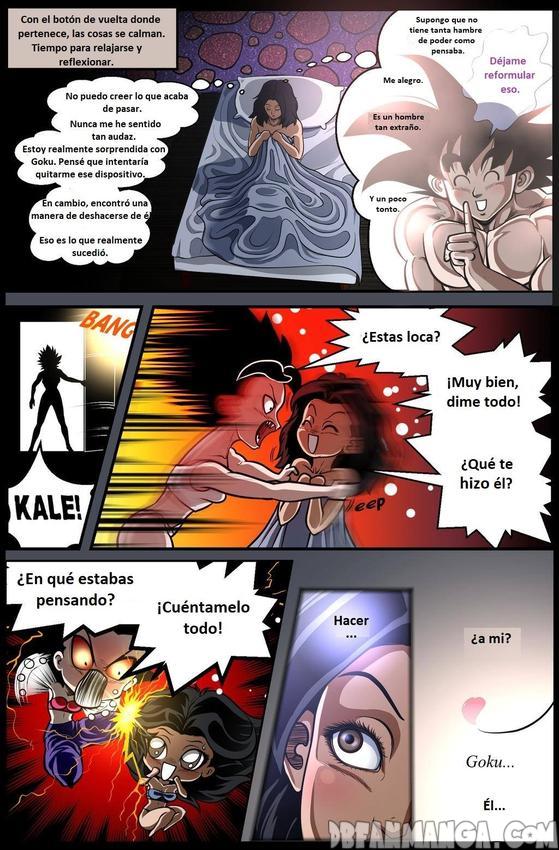 Con el botón de vuelta donde
pertenece, las cosas se calman.
Tiempo para relajarse y
reflexionar.
No puedo creer lo que acaba
de pasar.
Nunca me he sentido
tan audaz.
Estoy realmente sorprendida con
Goku. Pensé que intentaría
quitarme ese dispositivo.
En cambio, encontró una
manera de deshacerse de él
Eso es lo que realmente
sucedió.
Supongo que no
tiene tanta hambre
de poder como
pensaba.
Me alegro.
Es un hombre
tan extraño.
Y un poco
tonto.
Déjame
reformular
eso.
BANG
KALE!
¿Estas loca?
¡Muy bien,
dime todo!
¿Qué te
hizo él?
MEEP
¿En qué estabas
pensando?
¡Cuéntamelo
todo!
Hacer
...
¿a mi?
Goku...
Él...
DBFANMANGA.COM